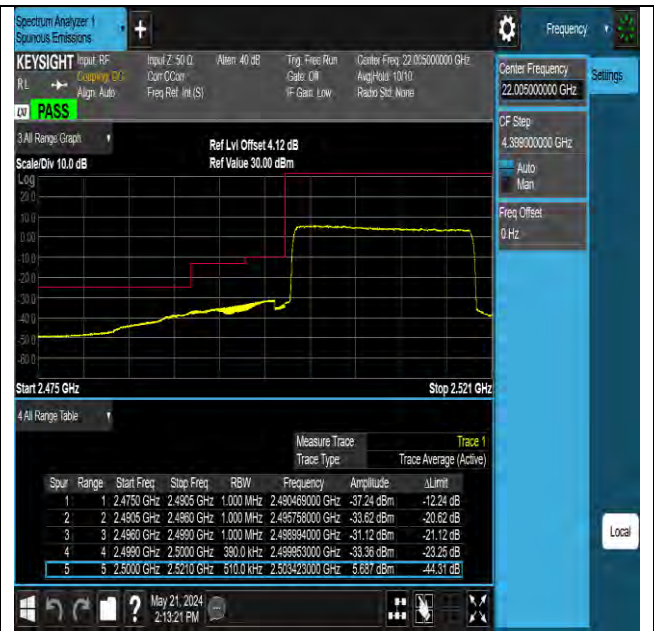 Spectrum Analyzer 1
Spurious Emissions
+
Frequency
KEYSIGHT Input: RF Input Z: 50 Ω Atten: 40 dB Trig: Free Run Center Freq: 22.005000000 GHz
RL Coupling: DC Corr CCorr Gate: Off Avg|Hold: 10/10
Align: Auto Freq Ref: Int (S) IF Gain: Low Radio Std: None
PASS
Center Frequency
22.005000000 GHz
Settings
CF Step
4.399000000 GHz
Auto
Man
Freq Offset
0 Hz
3 All Range Graph
Ref Lvl Offset 4.12 dB
Scale/Div 10.0 dB Ref Value 30.00 dBm
Log
20.0
10.0
0.00
-10.0
-20.0
-30.0
-40.0
-50.0
-60.0
Start 2.475 GHz Stop 2.521 GHz
4 All Range Table
Measure Trace Trace 1
Trace Type Trace Average (Active)
Spur Range Start Freq Stop Freq RBW Frequency Amplitude ΔLimit
1 1 2.4750 GHz 2.4905 GHz 1.000 MHz 2.490469000 GHz -37.24 dBm -12.24 dB
2 2 2.4905 GHz 2.4960 GHz 1.000 MHz 2.495758000 GHz -33.62 dBm -20.62 dB
3 3 2.4960 GHz 2.4990 GHz 1.000 MHz 2.498994000 GHz -31.12 dBm -21.12 dB
4 4 2.4990 GHz 2.5000 GHz 390.0 kHz 2.499953000 GHz -33.36 dBm -23.25 dB
5 5 2.5000 GHz 2.5210 GHz 510.0 kHz 2.503423000 GHz 5.687 dBm -44.31 dB
Local
?
May 21, 2024
2:13:21 PM